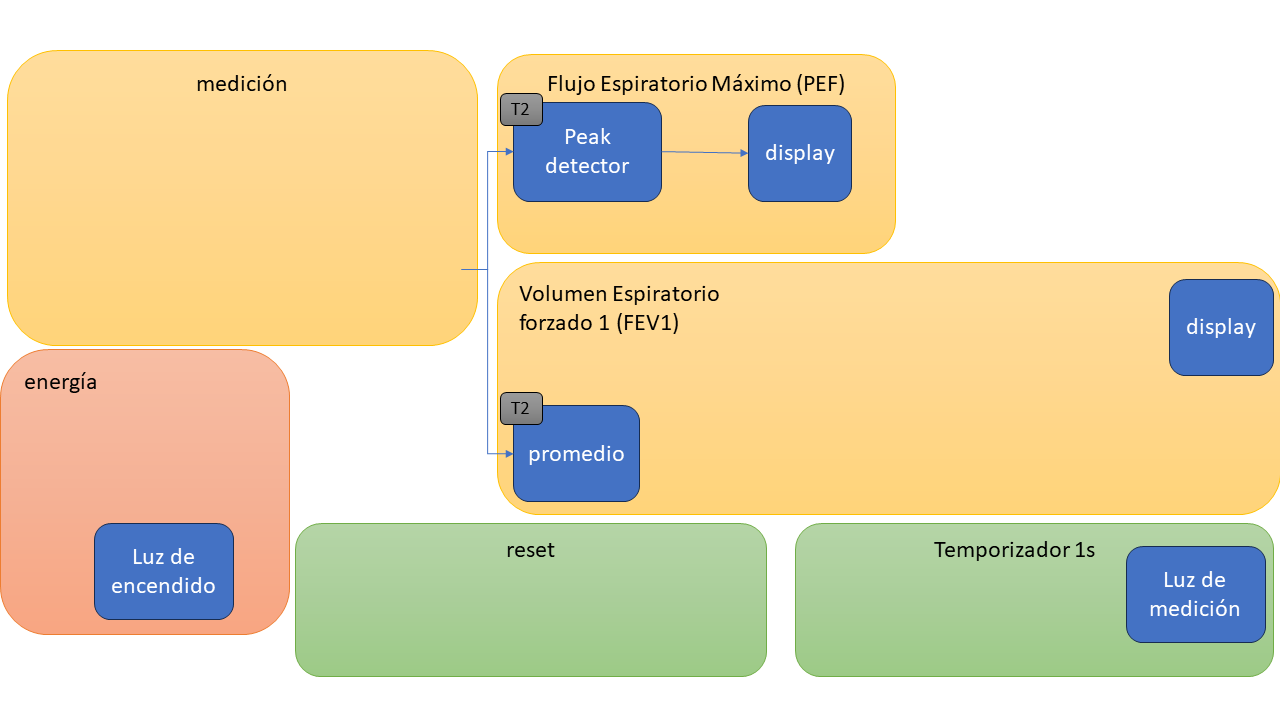 medición
Flujo Espiratorio Máximo (PEF)
T2
Peak
detector
display
Volumen Espiratorio
forzado 1 (FEV1)
display
T2
promedio
energía
Luz de
encendido
reset
Temporizador 1s
Luz de
medición